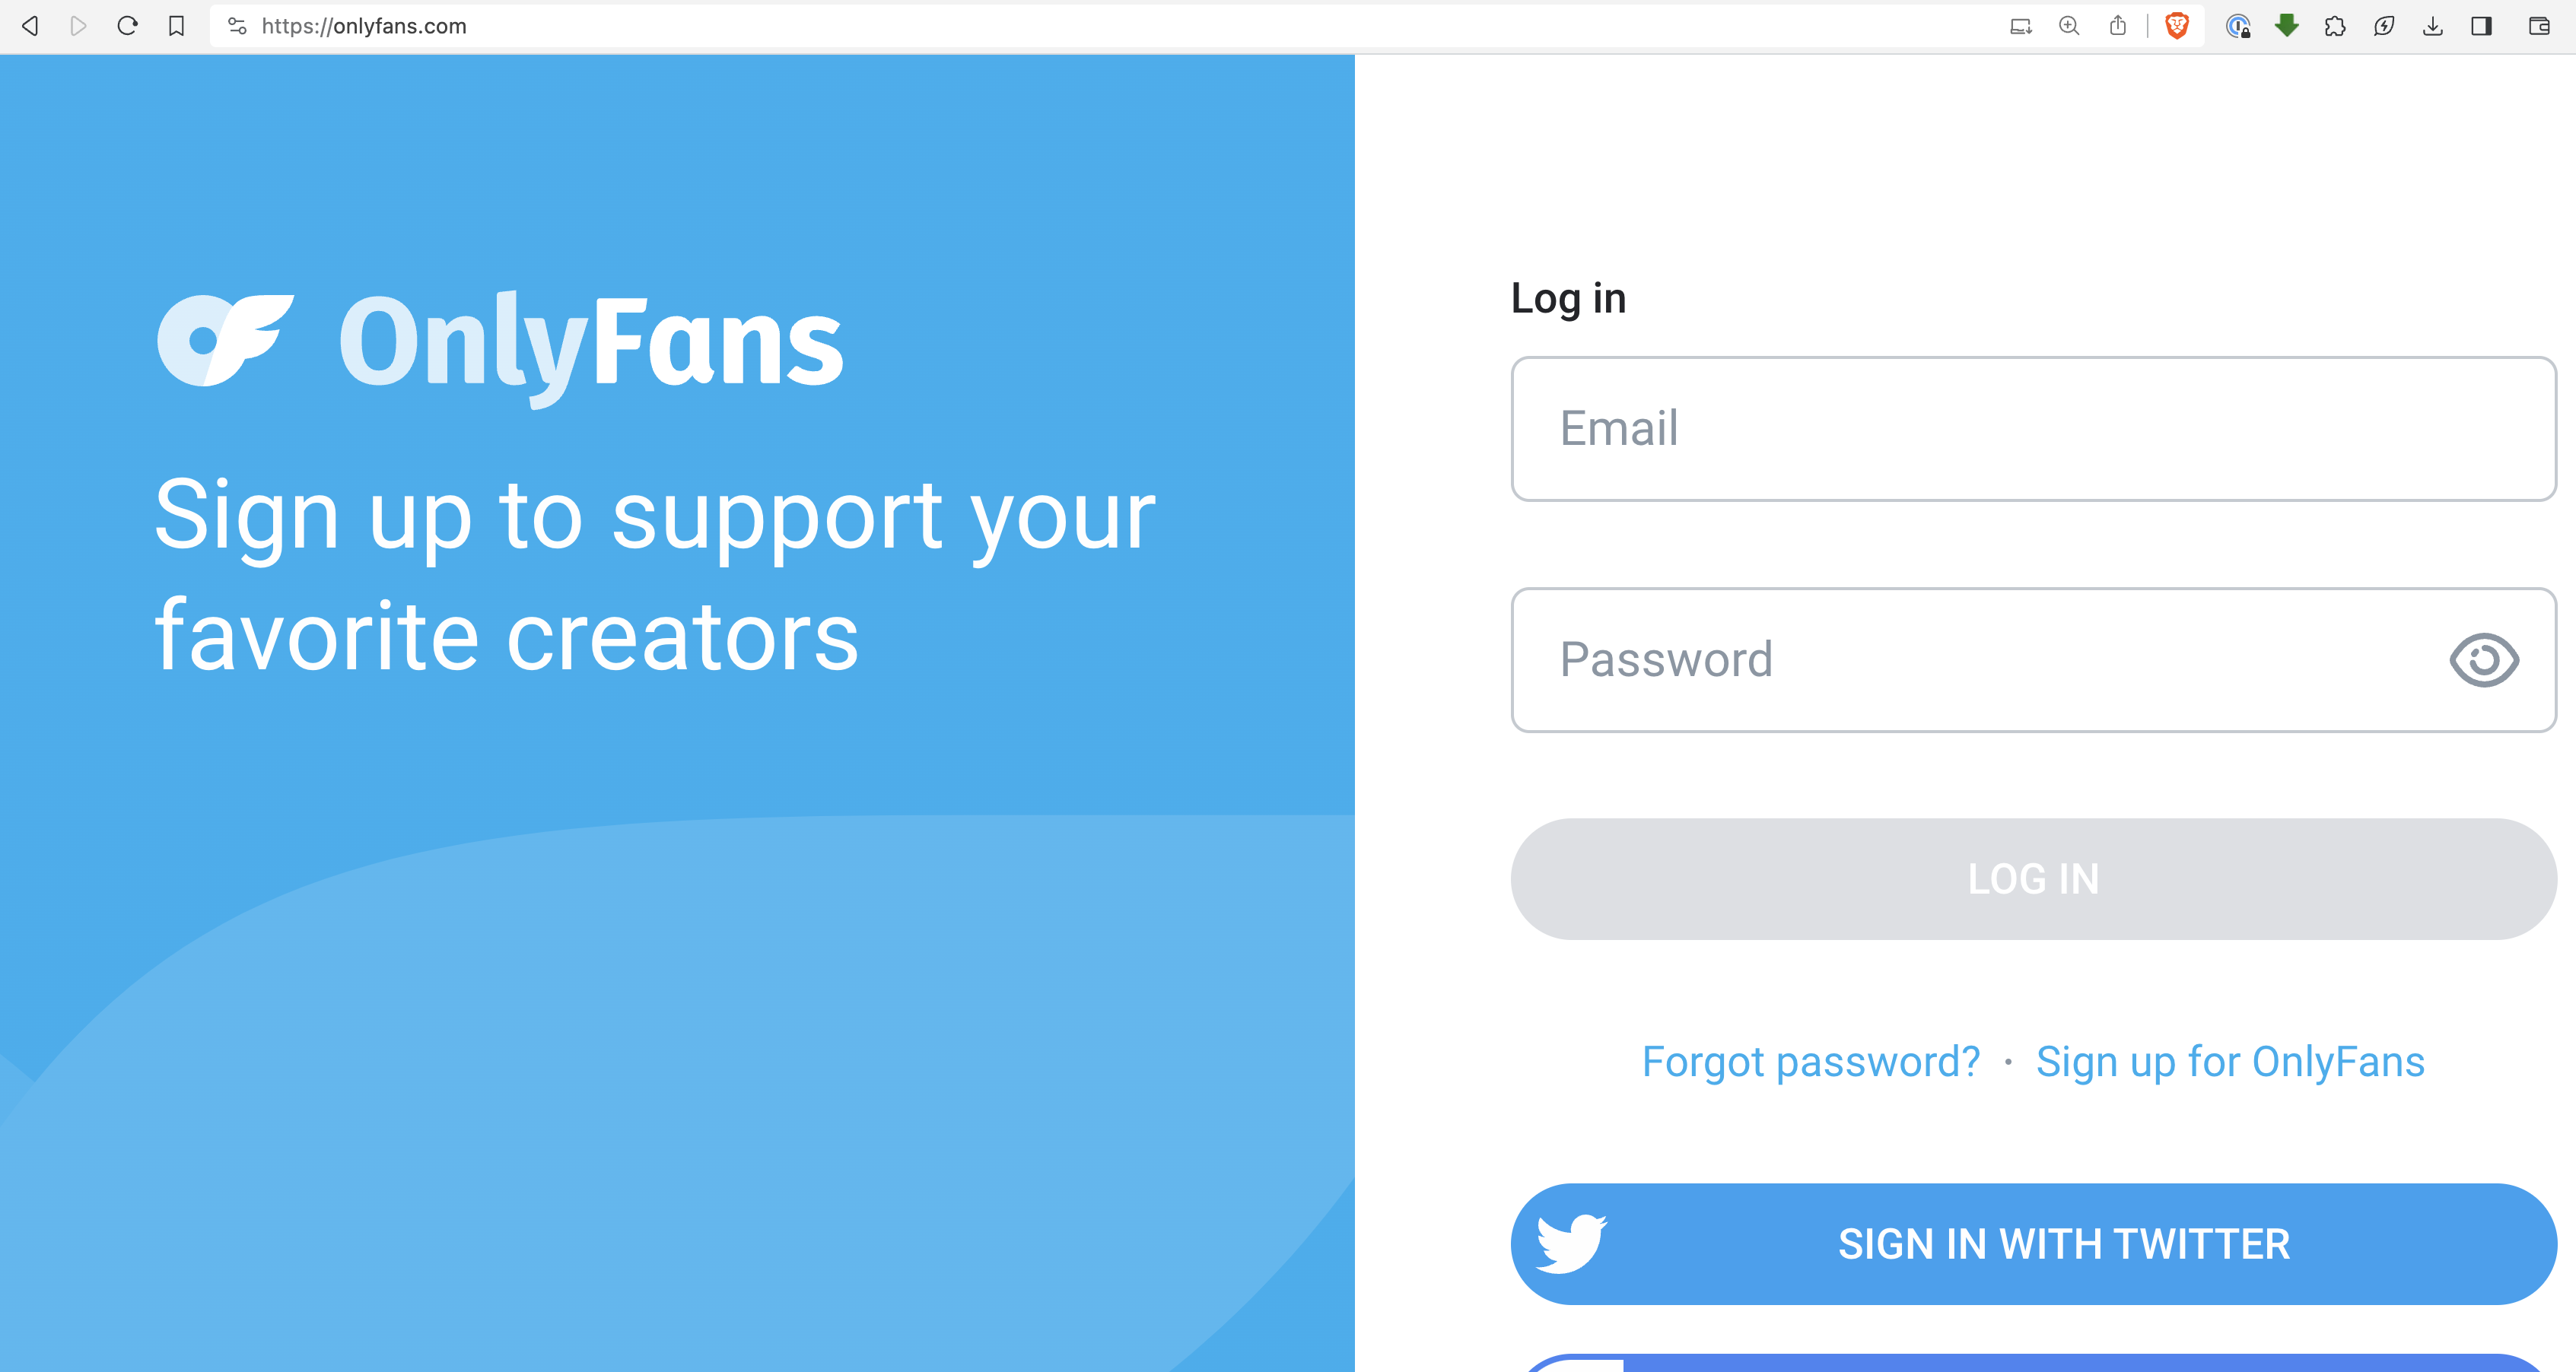 https://onlyfans.com
OnlyFans
Sign up to support your
favorite creators
Log in
Email
Password
LOG IN
Forgot password? · Sign up for OnlyFans
SIGN IN WITH TWITTER